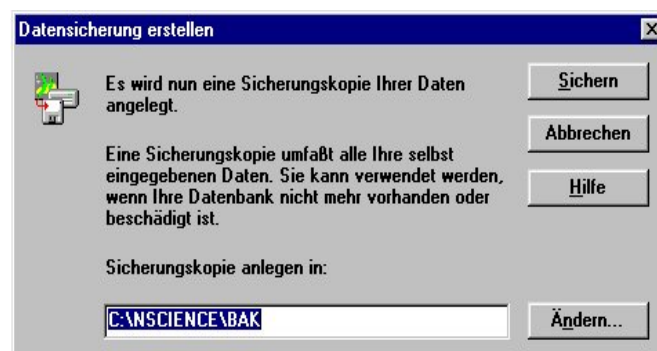 Datensicherung erstellen
Es wird nun eine Sicherungskopie Ihrer Daten
angelegt.
Eine Sicherungskopie umfaßt alle Ihre selbst
eingegebenen Daten. Sie kann verwendet werden,
wenn Ihre Datenbank nicht mehr vorhanden oder
beschädigt ist.
Sicherungskopie anlegen in:
C:\NSCIENCE\BAK
Sichern
Abbrechen
Hilfe
Ändern...